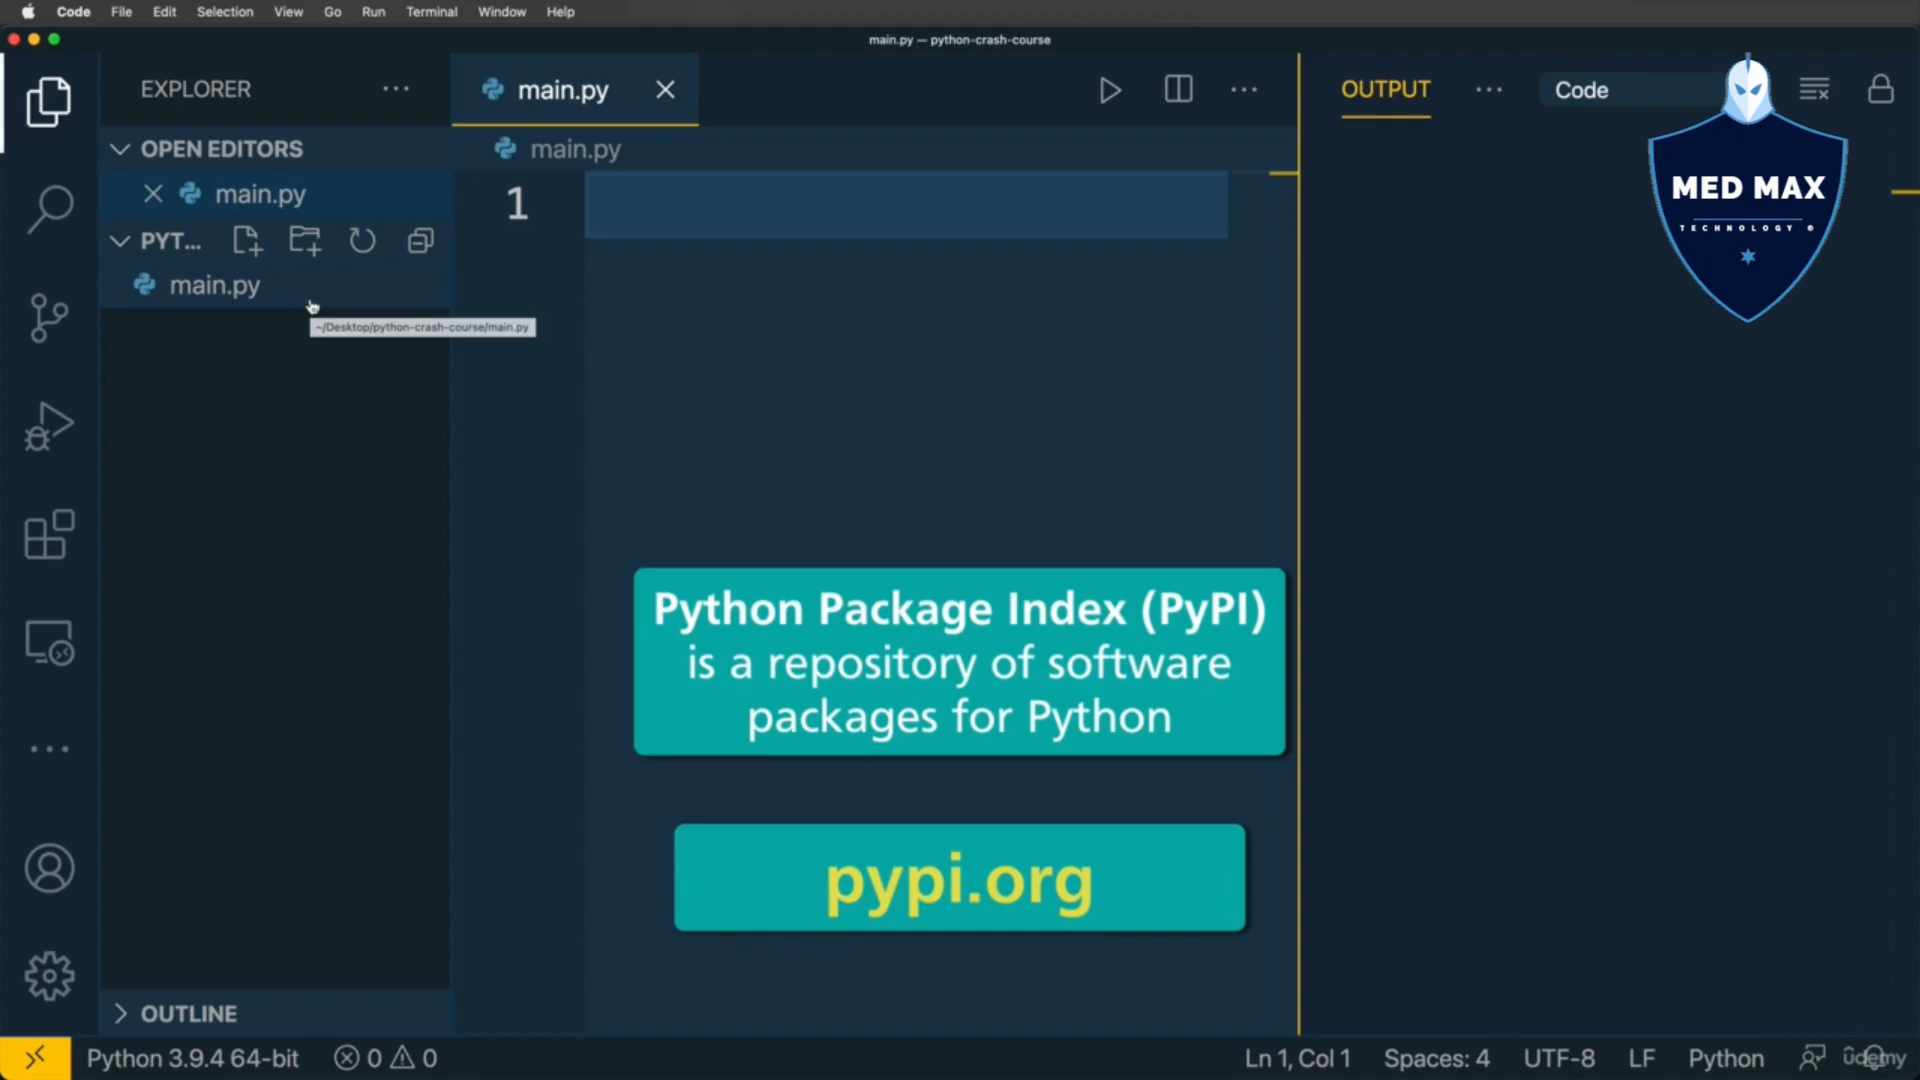 Code File Edit Selection View Go Run Terminal Window Help
main.py — python-crash-course
EXPLORER
main.py
OUTPUT
Code
OPEN EDITORS
main.py
main.py
1
PYT...
main.py
~/Desktop/python-crash-course/main.py
MED MAX
TECHNOLOGY ®
Python Package Index (PyPI)
is a repository of software
packages for Python
pypi.org
OUTLINE
Python 3.9.4 64-bit 0 0 Ln 1, Col 1 Spaces: 4 UTF-8 LF Python
ûdemy